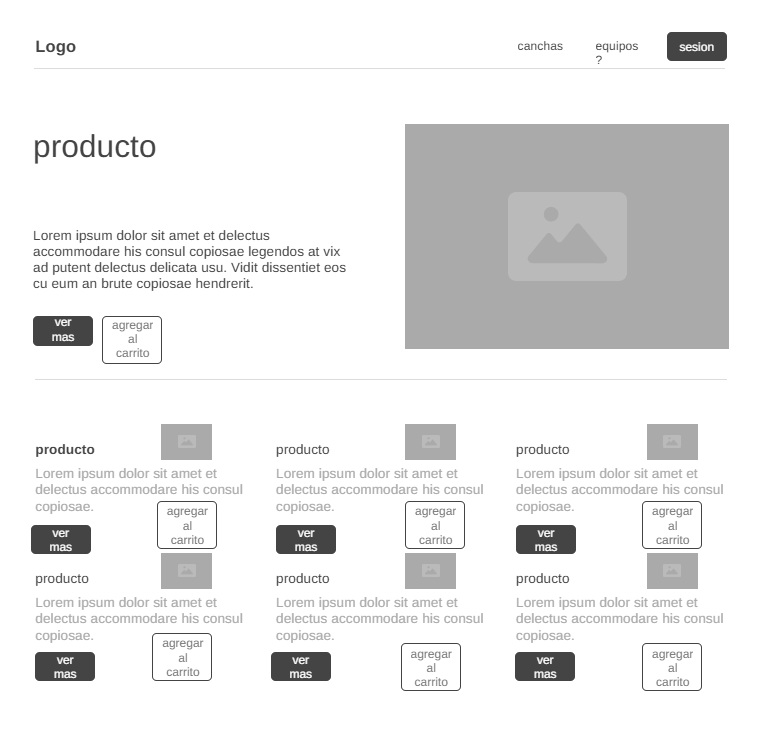 Logo
canchas
equipos
?
sesion
producto
Lorem ipsum dolor sit amet et delectus
accommodare his consul copiosae legendos at vix
ad putent delectus delicata usu. Vidit dissentiet eos
cu eum an brute copiosae hendrerit.
ver
mas
agregar
al
carrito
producto
Lorem ipsum dolor sit amet et
delectus accommodare his consul
copiosae.
ver
mas
agregar
al
carrito
producto
Lorem ipsum dolor sit amet et
delectus accommodare his consul
copiosae.
ver
mas
agregar
al
carrito
producto
Lorem ipsum dolor sit amet et
delectus accommodare his consul
copiosae.
ver
mas
agregar
al
carrito
producto
Lorem ipsum dolor sit amet et
delectus accommodare his consul
copiosae.
ver
mas
agregar
al
carrito
producto
Lorem ipsum dolor sit amet et
delectus accommodare his consul
copiosae.
ver
mas
agregar
al
carrito
producto
Lorem ipsum dolor sit amet et
delectus accommodare his consul
copiosae.
ver
mas
agregar
al
carrito